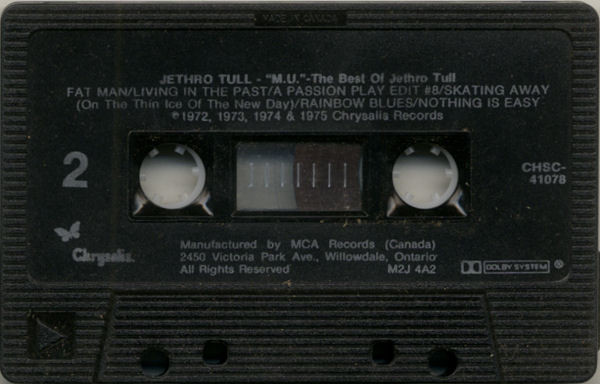 MADE IN CANADA
JETHRO TULL - "M.U."-The Best Of Jethro Tull
FAT MAN/LIVING IN THE PAST/A PASSION PLAY EDIT #8/SKATING AWAY
(On The Thin Ice Of The New Day)/RAINBOW BLUES/NOTHING IS EASY
℗1972, 1973, 1974 & 1975 Chrysalis Records
2
CHSC-
41078
Chrysalis.
Manufactured by MCA Records (Canada)
2450 Victoria Park Ave., Willowdale, Ontario
All Rights Reserved M2J 4A2
DOLBY SYSTEM ®